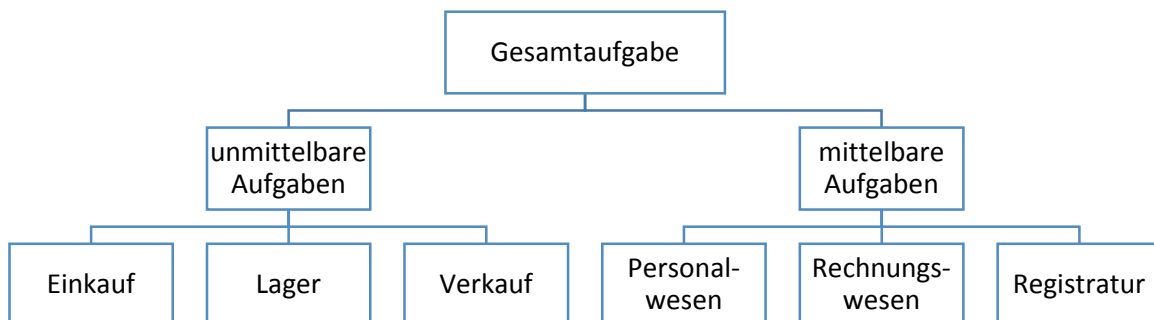 Gesamtaufgabe
unmittelbare
Aufgaben
mittelbare
Aufgaben
Einkauf
Lager
Verkauf
Personal-
wesen
Rechnungs-
wesen
Registratur